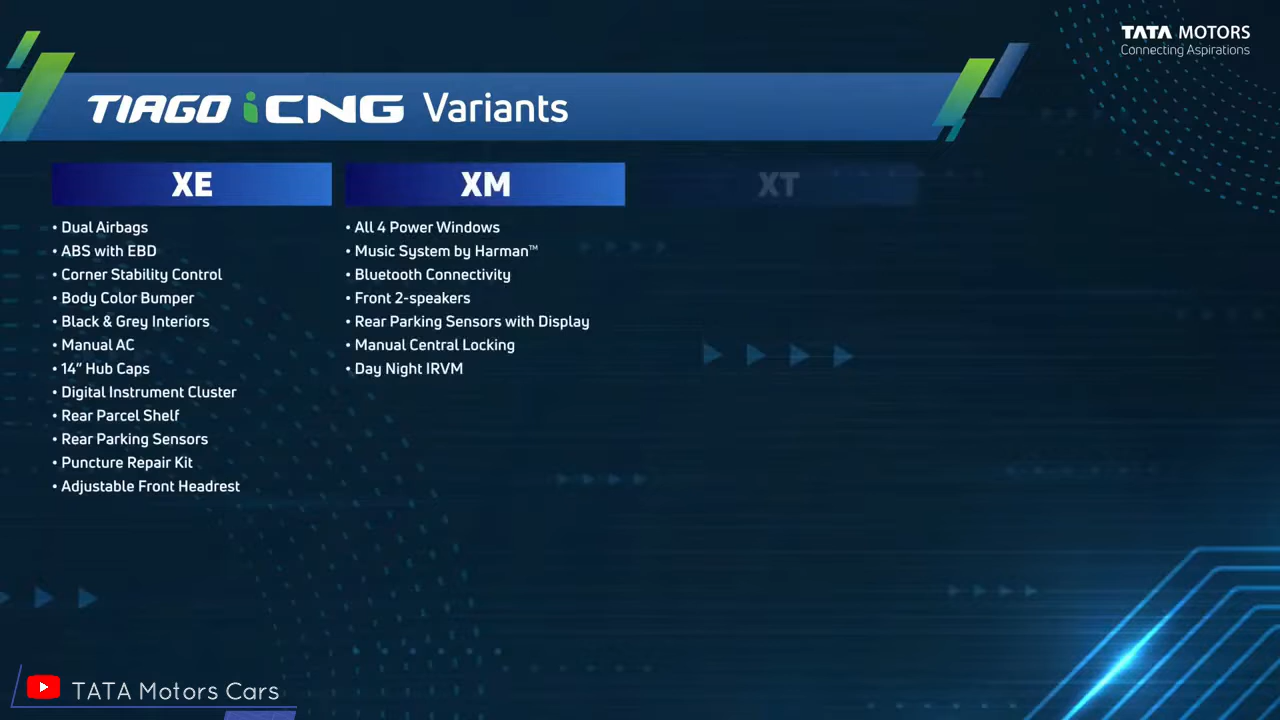 TATA MOTORS
Connecting Aspirations
TIAGO iCNG Variants
XE
• Dual Airbags
• ABS with EBD
• Corner Stability Control
• Body Color Bumper
• Black & Grey Interiors
• Manual AC
• 14” Hub Caps
• Digital Instrument Cluster
• Rear Parcel Shelf
• Rear Parking Sensors
• Puncture Repair Kit
• Adjustable Front Headrest
XM
• All 4 Power Windows
• Music System by Harman™
• Bluetooth Connectivity
• Front 2-speakers
• Rear Parking Sensors with Display
• Manual Central Locking
• Day Night IRVM
XT
TATA Motors Cars